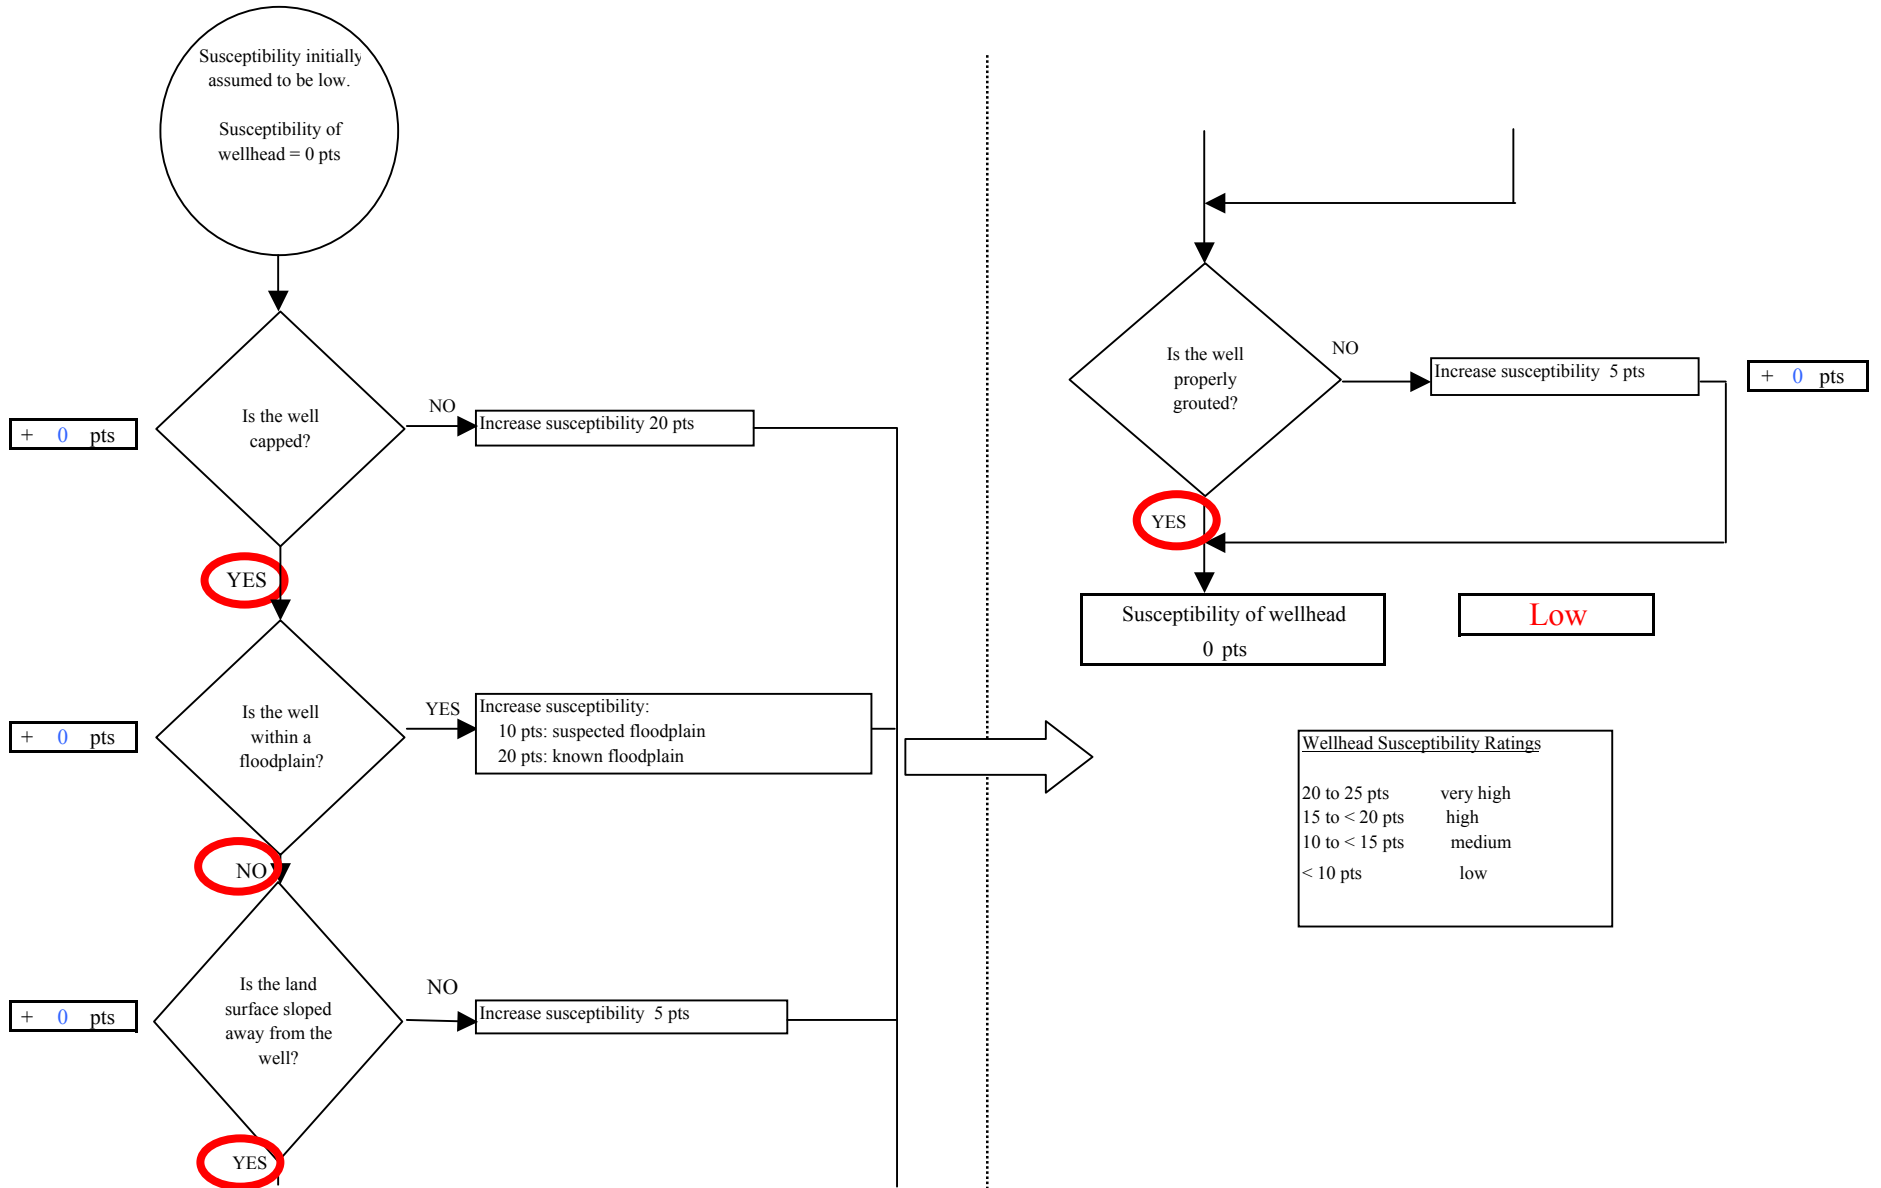 Susceptibility initially
assumed to be low.
Susceptibility of
wellhead = 0 pts
Is the well
capped?
NO
Increase susceptibility 20 pts
+ 0 pts
YES
Is the well
within a
floodplain?
YES
Increase susceptibility:
10 pts: suspected floodplain
20 pts: known floodplain
+ 0 pts
NO
Is the land
surface sloped
away from the
well?
NO
Increase susceptibility 5 pts
+ 0 pts
YES
Is the well
properly
grouted?
NO
Increase susceptibility 5 pts
+ 0 pts
YES
Susceptibility of wellhead
0 pts
Low
Wellhead Susceptibility Ratings
20 to 25 pts very high
15 to < 20 pts high
10 to < 15 pts medium
< 10 pts low